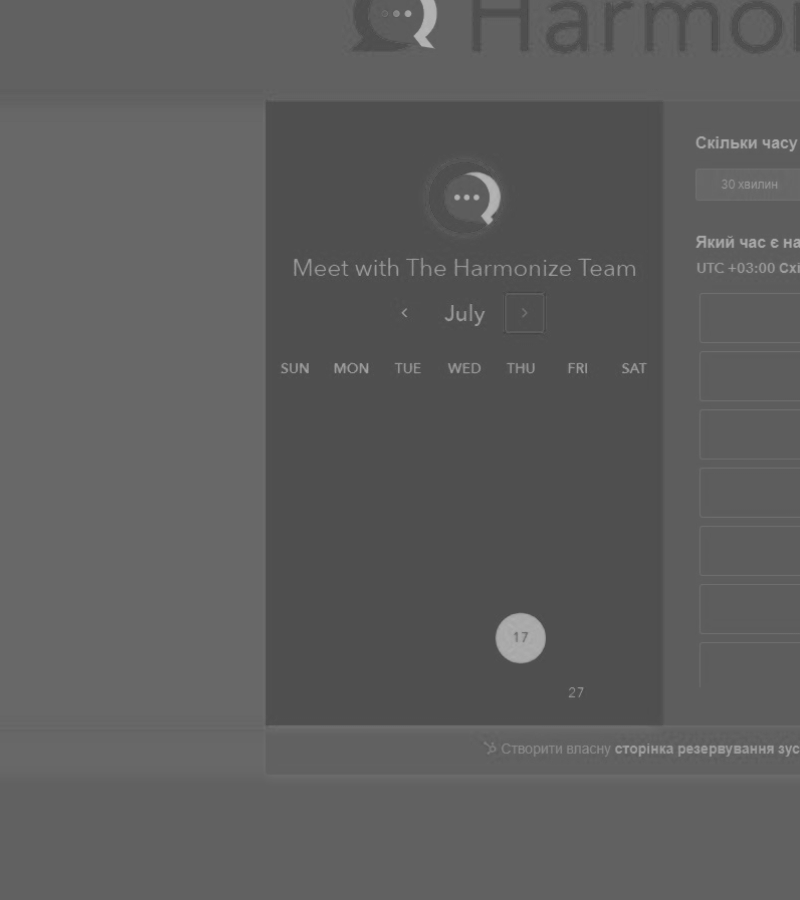 Harmo
Meet with The Harmonize Team
July
SUN MON TUE WED THU FRI SAT
17
27
Скільки часу
30 хвилин
Який час є на
UTC +03:00 Схі
Створити власну сторінка резервування зус